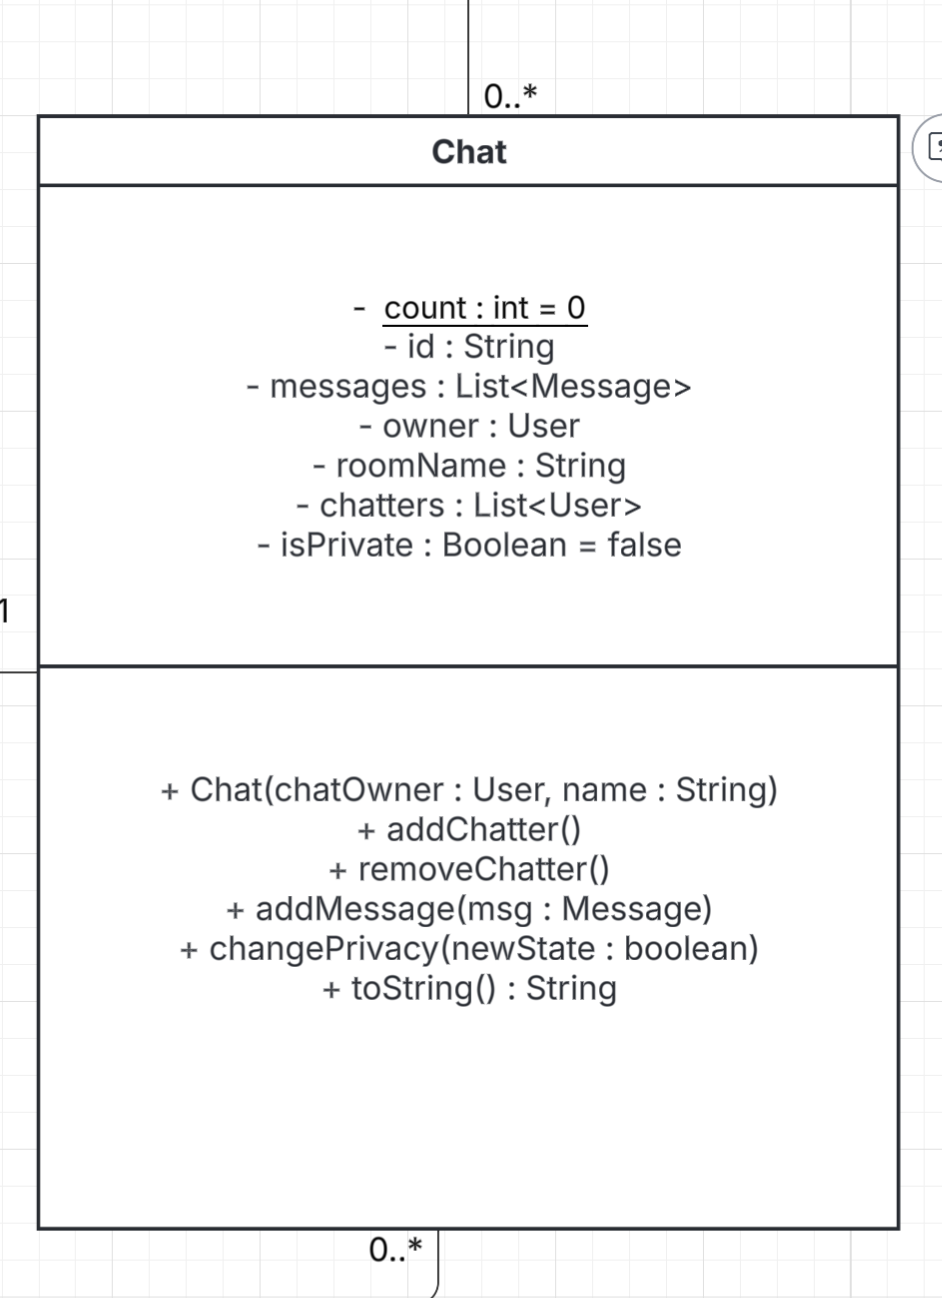 0..*
Chat
- count : int = 0
- id : String
- messages : List<Message>
- owner : User
- roomName : String
- chatters : List<User>
- isPrivate : Boolean = false
1
+ Chat(chatOwner : User, name : String)
+ addChatter()
+ removeChatter()
+ addMessage(msg : Message)
+ changePrivacy(newState : boolean)
+ toString() : String
0..*